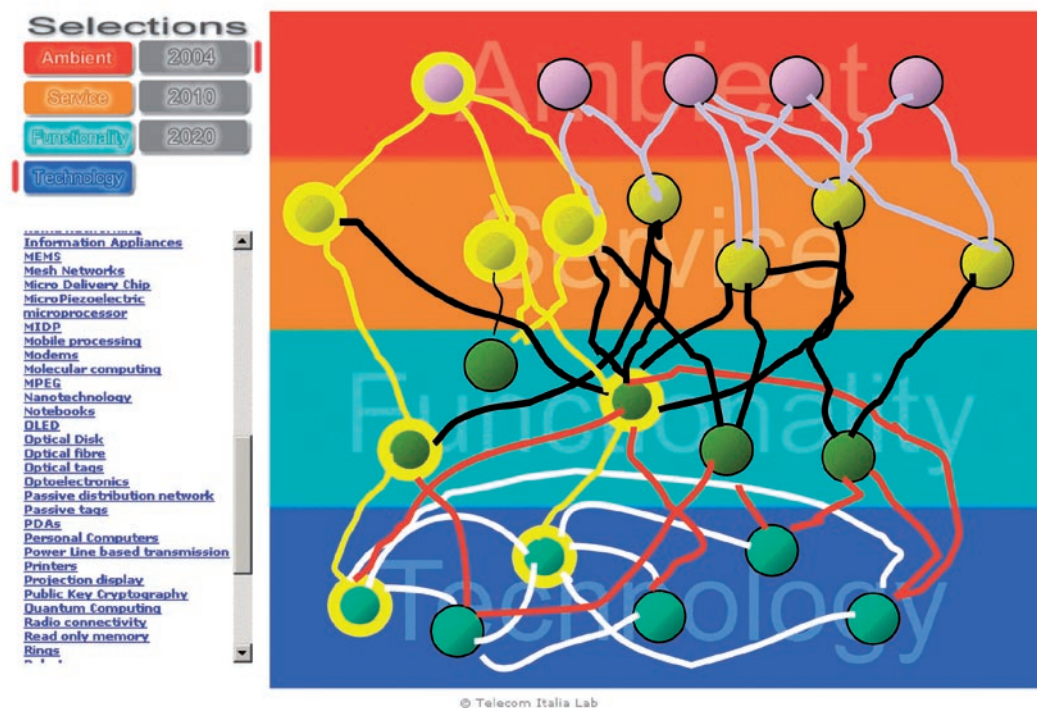 Selections
Ambient
2004
Service
2010
Functionality
2020
Technology
Information Appliances
MEMS
Mesh Networks
Micro Delivery Chip
MicroPiezoelectric
microprocessor
MIDP
Mobile processing
Modems
Molecular computing
MPEG
Nanotechnology
Notebooks
OLED
Optical Disk
Optical fibre
Optical tags
Optoelectronics
Passive distribution network
Passive tags
PDAs
Personal Computers
Power Line based transmission
Printers
Projection display
Public Key Cryptography
Quantum Computing
Radio connectivity
Read only memory
Rings
Ambient
Service
Functionality
Technology
© Telecom Italia Lab